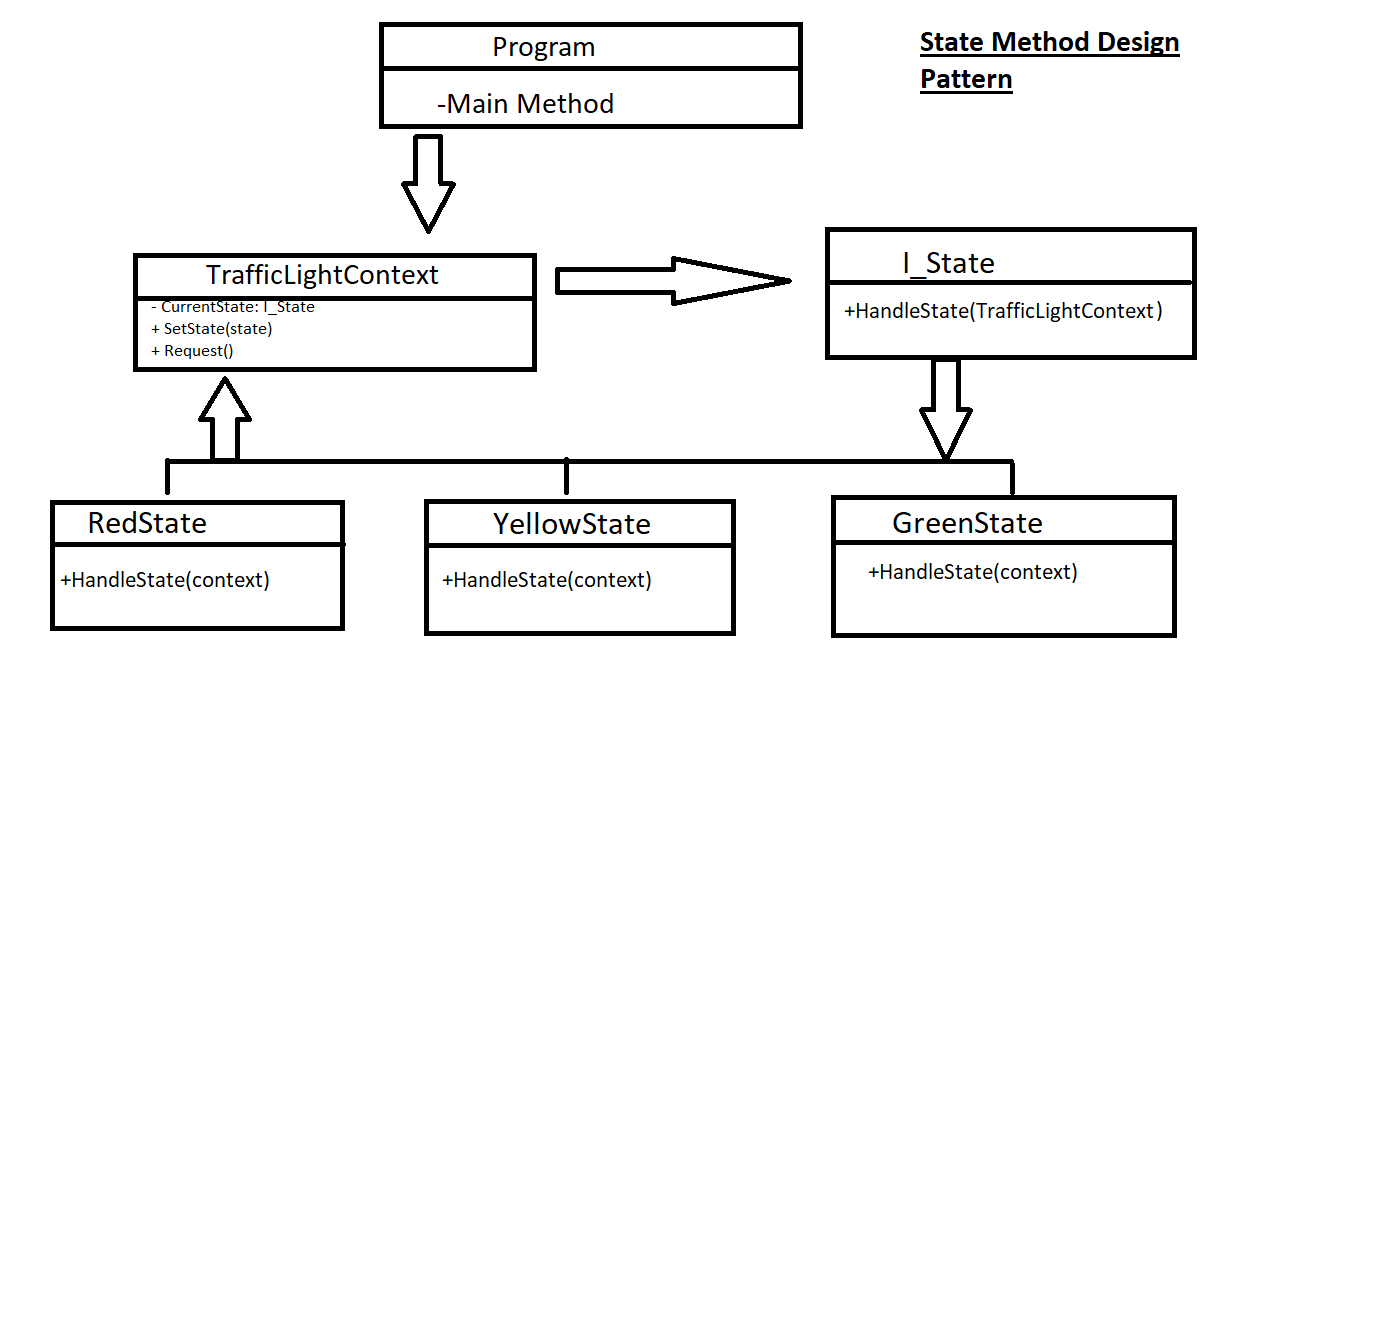 Program
-Main Method
State Method Design
Pattern
TrafficLightContext
- CurrentState: I_State
+ SetState(state)
+ Request()
I_State
+HandleState(TrafficLightContext)
RedState
+HandleState(context)
YellowState
+HandleState(context)
GreenState
+HandleState(context)